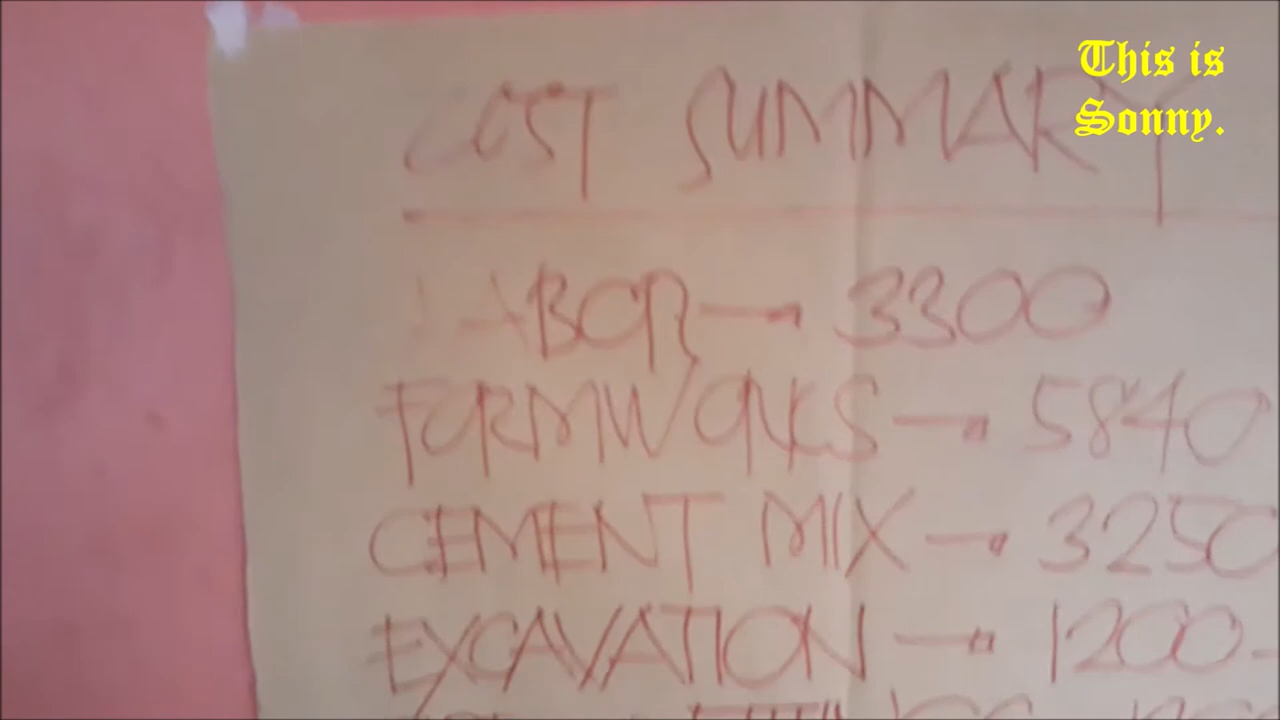 This is
Sonny.
COST SUMMARY
LABOR → 3300
FORMWORKS → 5840
CEMENT MIX → 3250
EXCAVATION → 1200-